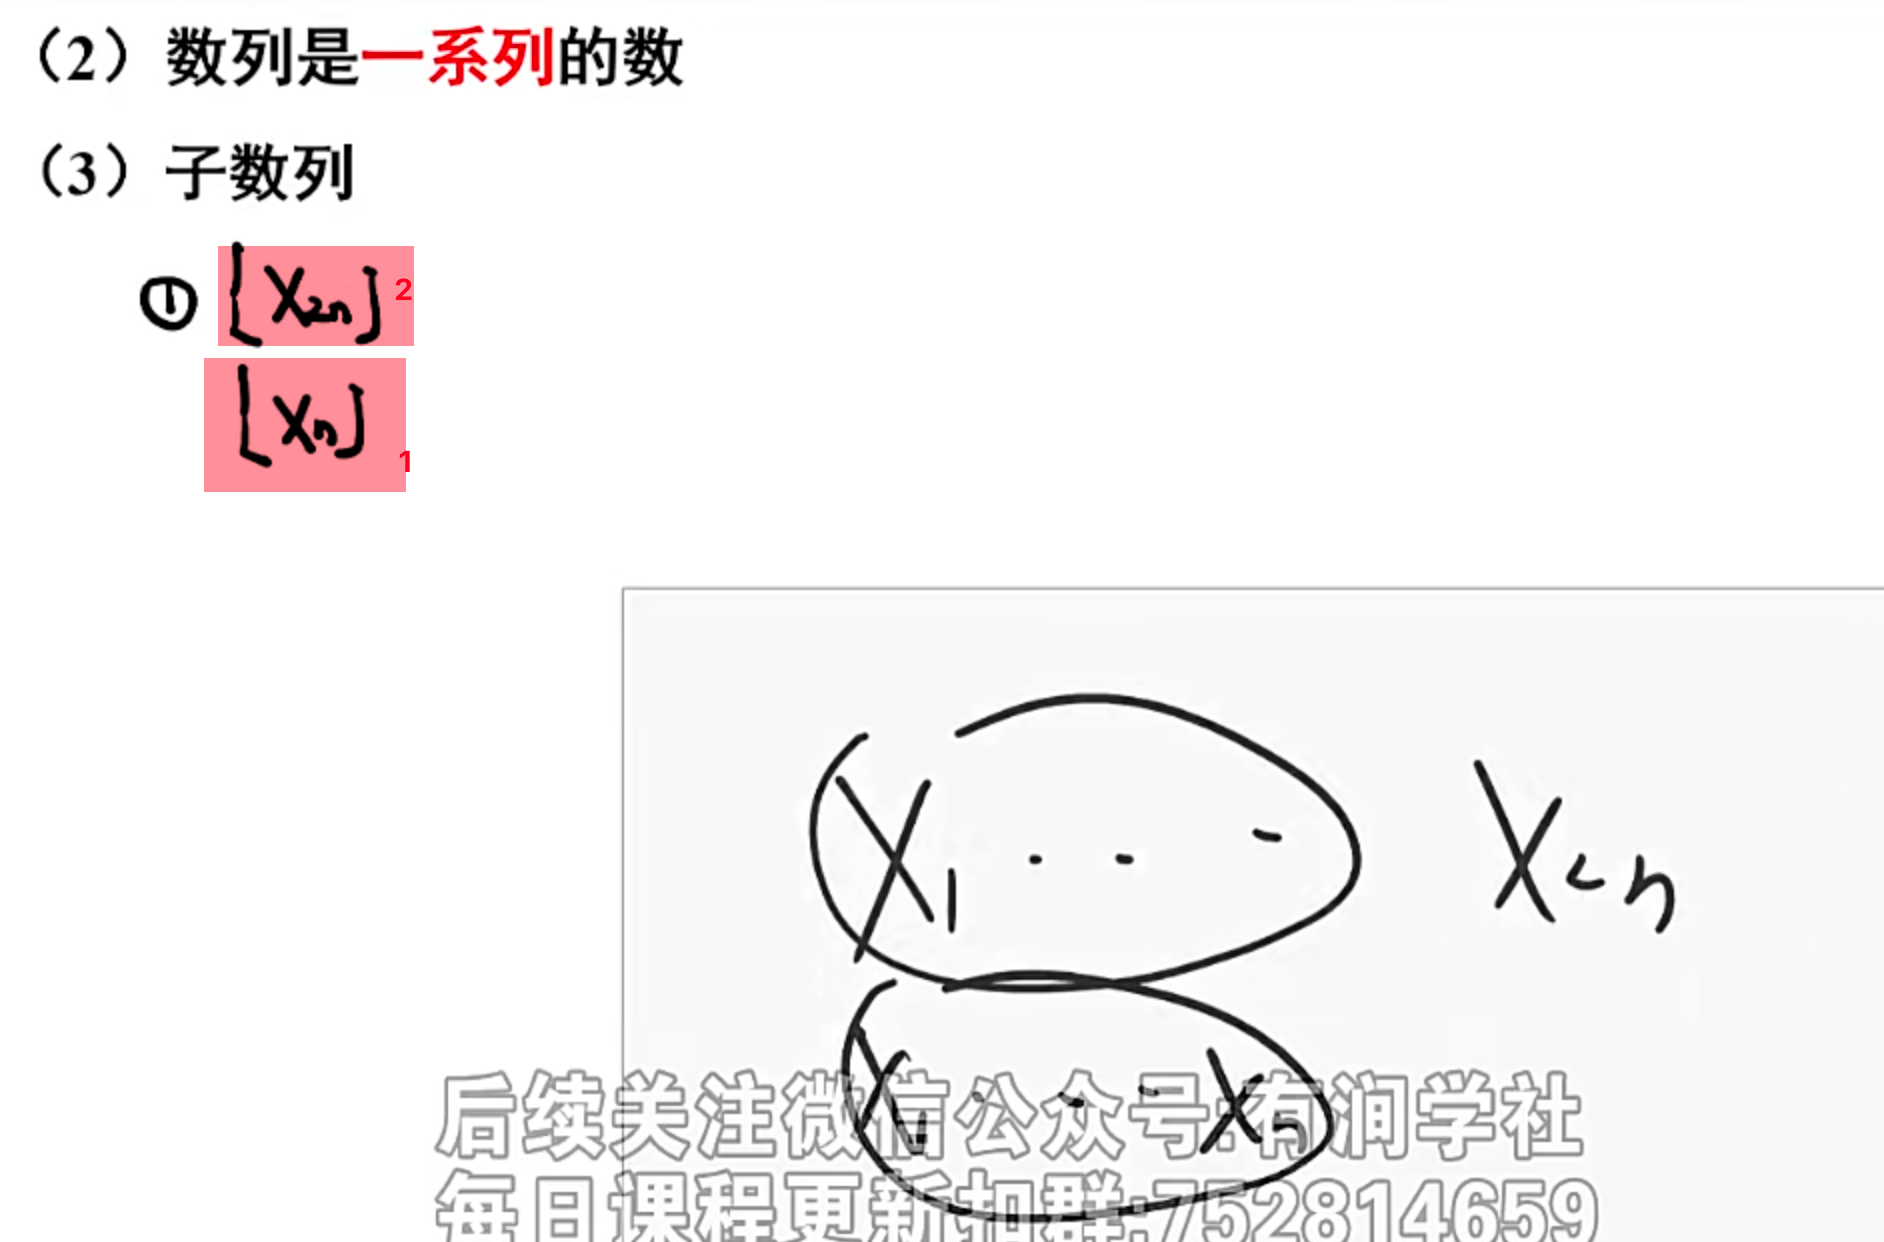 （2）数列是一系列的数
（3）子数列
① [X2n] 2
[Xn] 1
X1 · · - X2n
X1 · · - Xn
后续关注微信公众号:有润学社
每日课程更新扣群:752814659